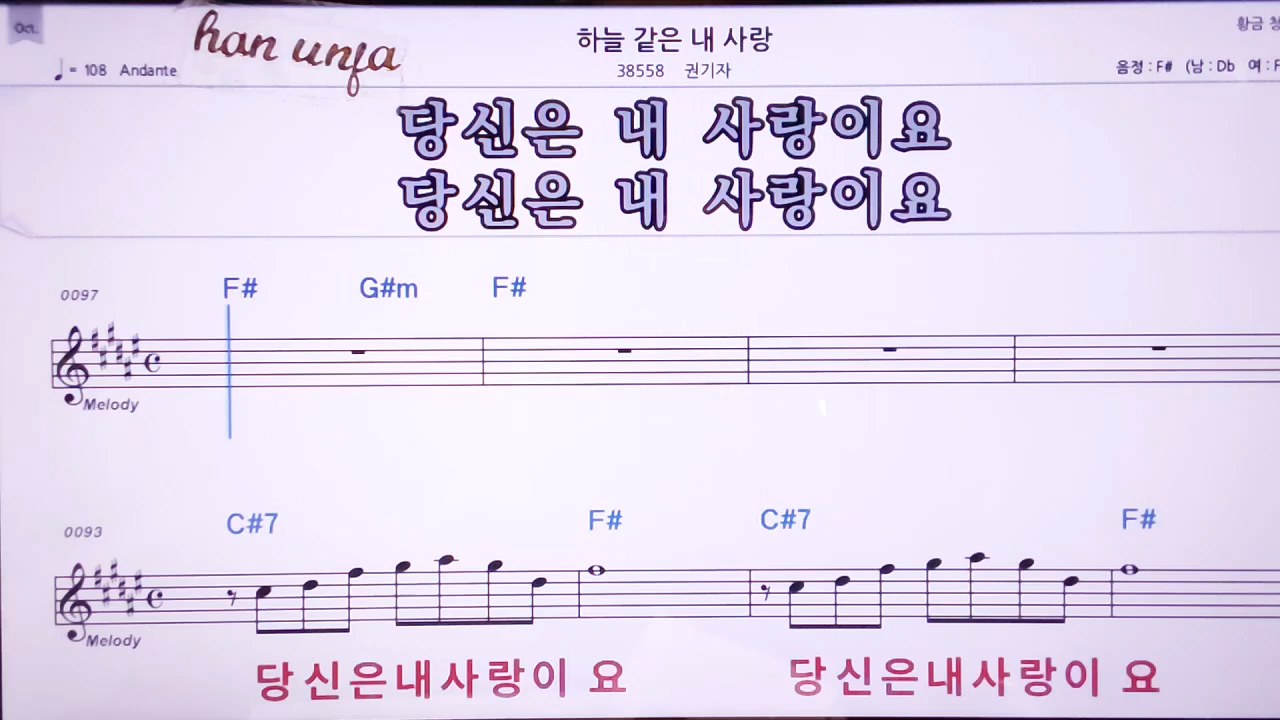 Oct.
han unja
하늘 같은 내 사랑
황금
♩ = 108 Andante
38558 권기자
음정 : F# (남 : Db 여 : F
당신은 내 사랑이요
당신은 내 사랑이요
0097
F# G#m F#
Melody
0093
C#7 F# C#7 F#
Melody
당신은내사랑이 요 당신은내사랑이 요